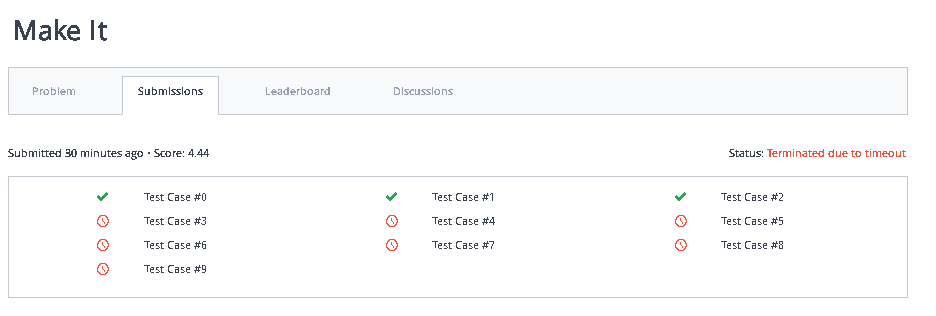 Make It
Problem Submissions Leaderboard Discussions
Submitted 30 minutes ago • Score: 4.44 Status: Terminated due to timeout
Test Case #0 Test Case #1 Test Case #2
Test Case #3 Test Case #4 Test Case #5
Test Case #6 Test Case #7 Test Case #8
Test Case #9